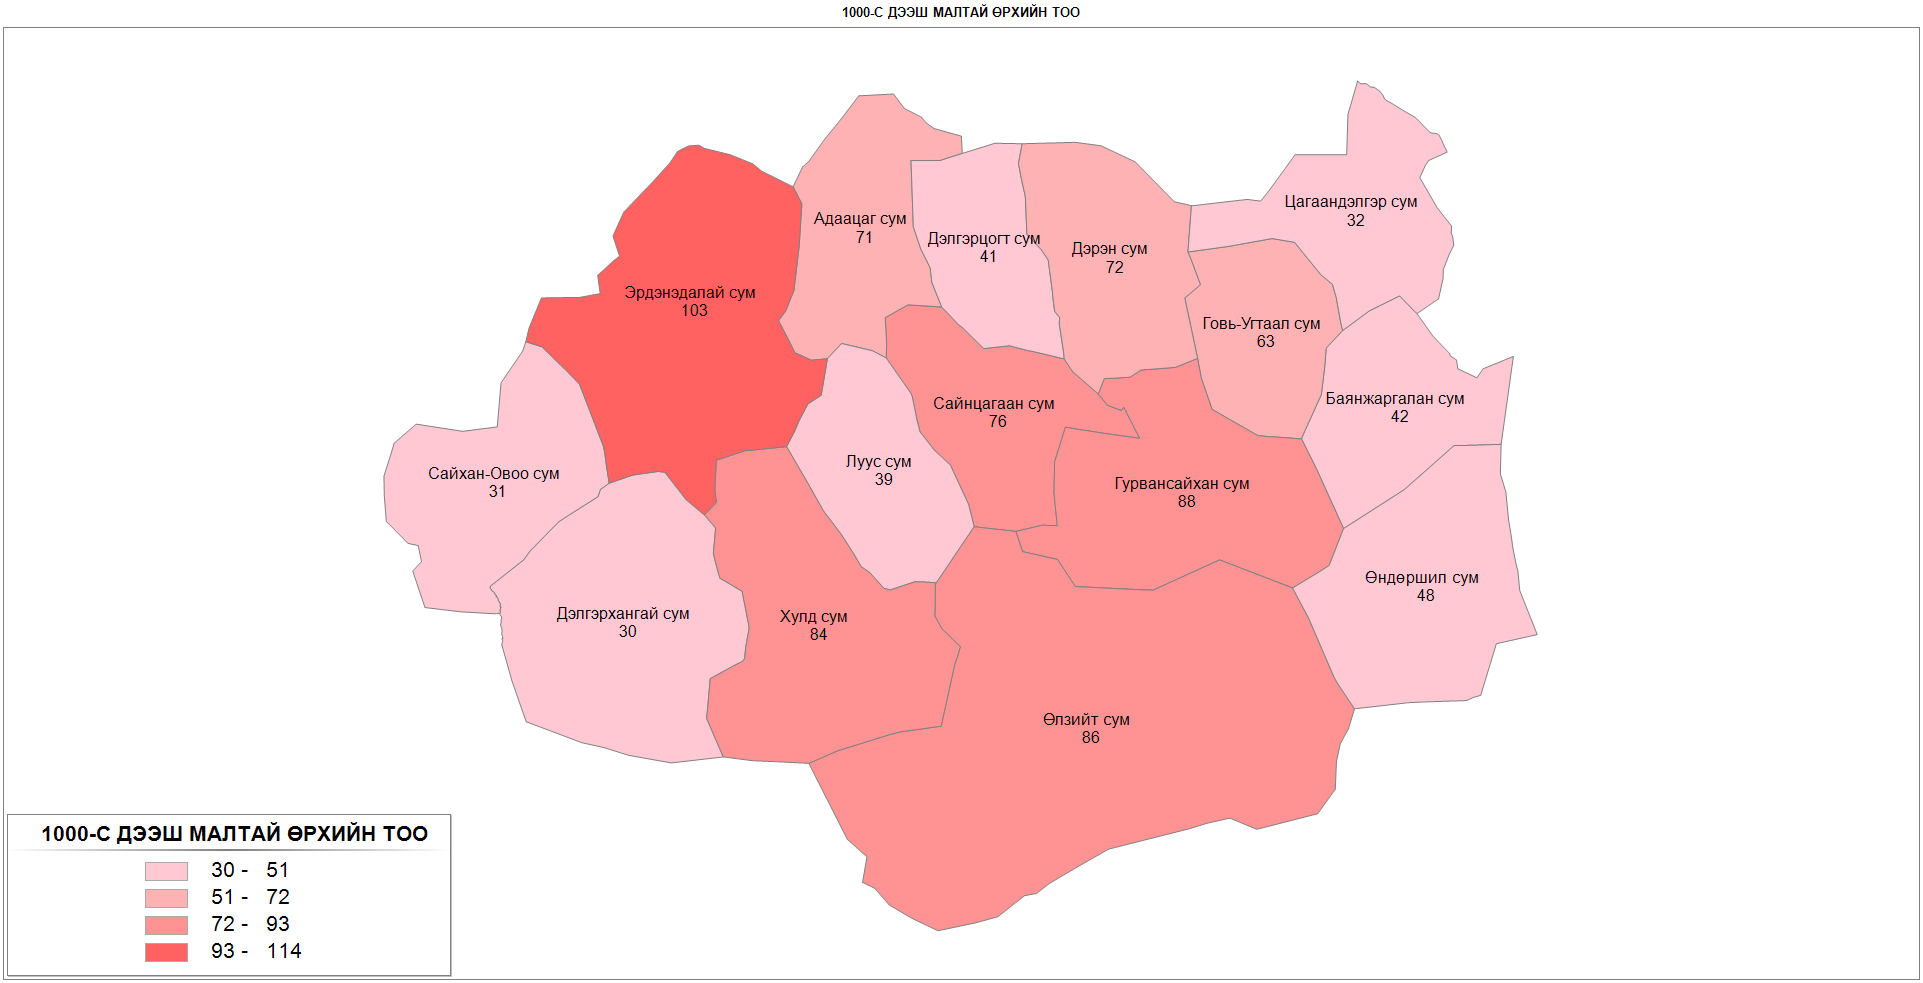 1000-С ДЭЭШ МАЛТАЙ ӨРХИЙН ТОО
Цагаандэлгэр сум
32
Адаацаг сум
71
Дэлгэрцогт сум
41
Дэрэн сум
72
Эрдэнэдалай сум
103
Говь-Угтаал сум
63
Сайнцагаан сум
76
Баянжаргалан сум
42
Сайхан-Овоо сум
31
Луус сум
39
Гурвансайхан сум
88
Өндөршил сум
48
Дэлгэрхангай сум
30
Хулд сум
84
Өлзийт сум
86
1000-С ДЭЭШ МАЛТАЙ ӨРХИЙН ТОО
30 - 51
51 - 72
72 - 93
93 - 114